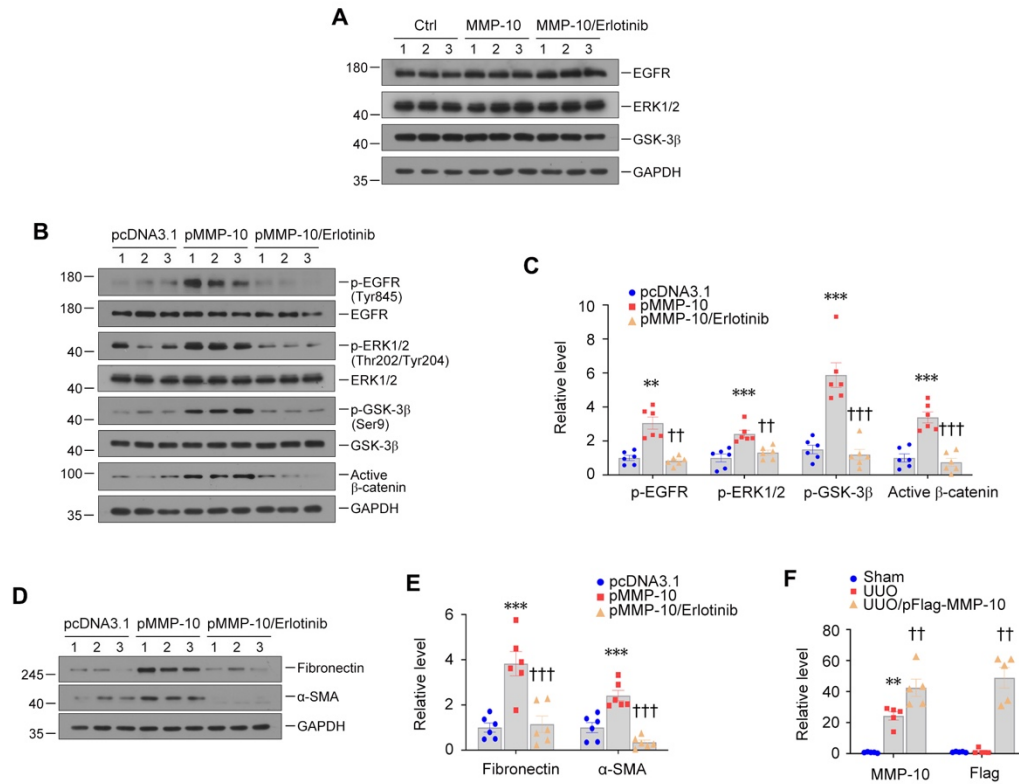 A
Ctrl MMP-10 MMP-10/Erlotinib
1 2 3 1 2 3 1 2 3
180 EGFR
ERK1/2
40
GSK-3β
40
GAPDH
35
B
pcDNA3.1 pMMP-10 pMMP-10/Erlotinib
1 2 3 1 2 3 1 2 3
180 p-EGFR
(Tyr845)
180 EGFR
p-ERK1/2
40 (Thr202/Tyr204)
ERK1/2
40
p-GSK-3β
40 (Ser9)
GSK-3β
40
100 Active
β-catenin
GAPDH
35
C
pcDNA3.1
pMMP-10
pMMP-10/Erlotinib
Relative level
10
8
6
4
2
0
** †† *** †† *** ††† *** †††
p-EGFR p-ERK1/2 p-GSK-3β Active β-catenin
D
pcDNA3.1 pMMP-10 pMMP-10/Erlotinib
1 2 3 1 2 3 1 2 3
245 Fibronectin
40 α-SMA
35 GAPDH
E
pcDNA3.1
pMMP-10
pMMP-10/Erlotinib
Relative level
6
4
2
0
*** ††† *** †††
Fibronectin α-SMA
F
Sham
UUO
UUO/pFlag-MMP-10
Relative level
80
60
40
20
0
** †† ††
MMP-10 Flag